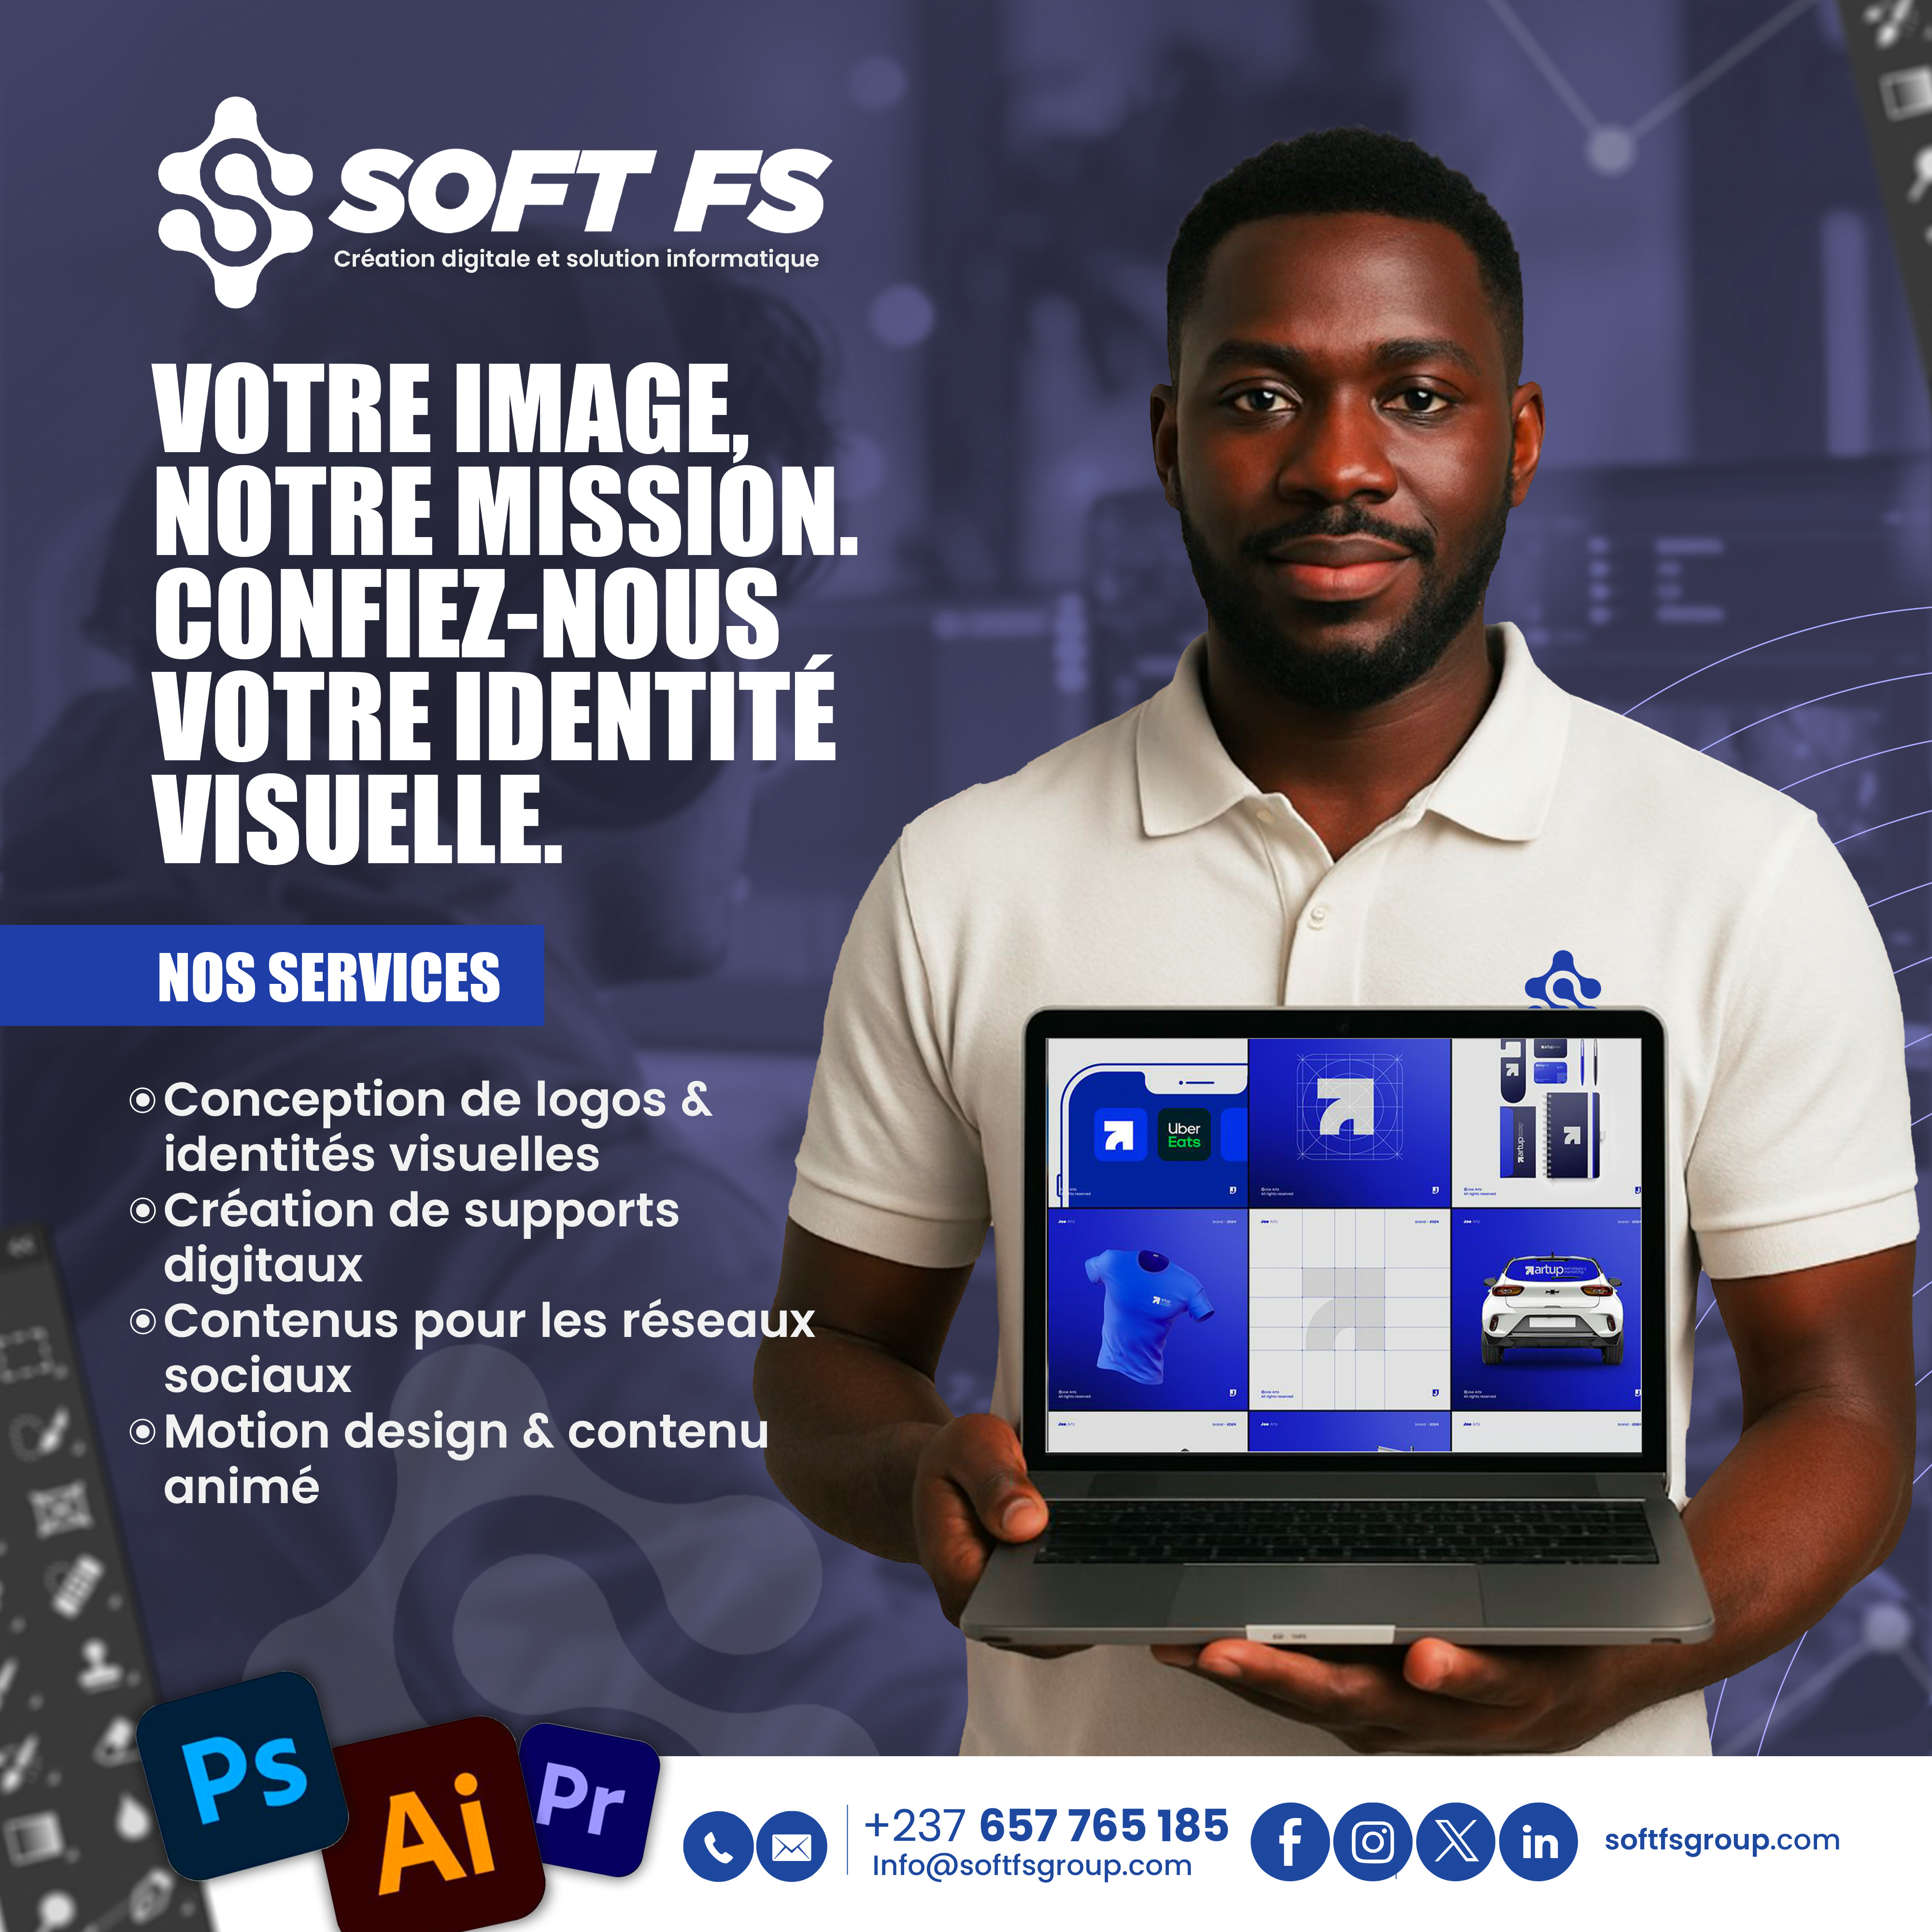 SOFT FS
Création digitale et solution informatique
VOTRE IMAGE,
NOTRE MISSION.
CONFIEZ-NOUS
VOTRE IDENTITÉ
VISUELLE.
NOS SERVICES
Conception de logos &
identités visuelles
Création de supports
digitaux
Contenus pour les réseaux
sociaux
Motion design & contenu
animé
Uber
Eats
artup
Ps
Ai
Pr
+237 657 765 185
Info@softfsgroup.com
softfsgroup.com